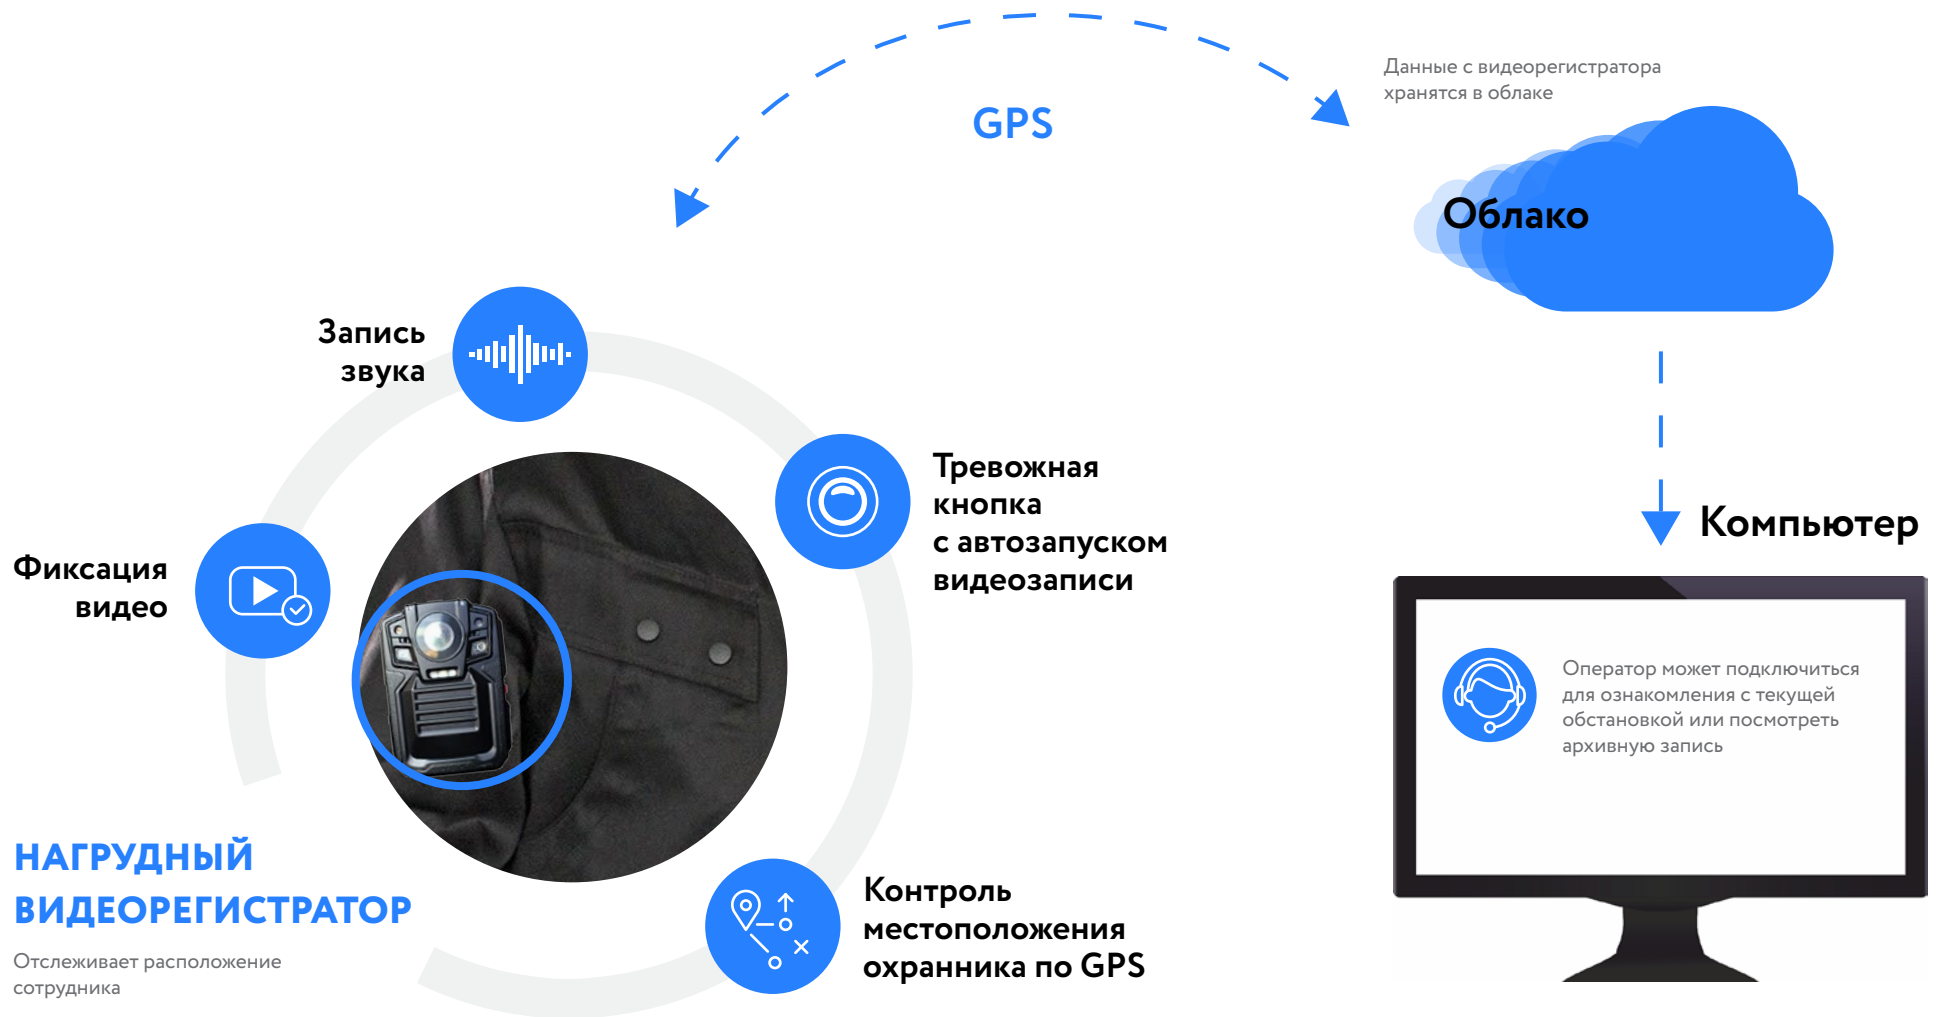 GPS
Данные с видеорегистратора
хранятся в облаке
Облако
Запись
звука
Тревожная
кнопка
с автозапуском
видеозаписи
Фиксация
видео
Компьютер
Оператор может подключиться
для ознакомления с текущей
обстановкой или посмотреть
архивную запись
НАГРУДНЫЙ
ВИДЕОРЕГИСТРАТОР
Отслеживает расположение
сотрудника
Контроль
местоположения
охранника по GPS